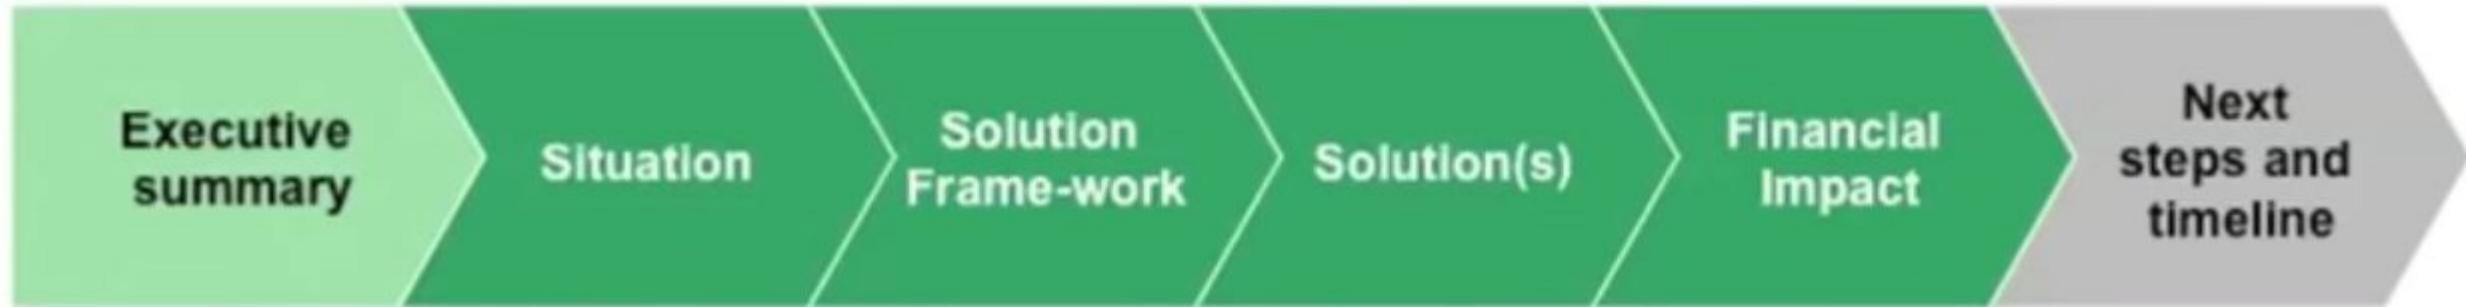 Executive
summary
Situation
Solution
Frame-work
Solution(s)
Financial
Impact
Next
steps and
timeline